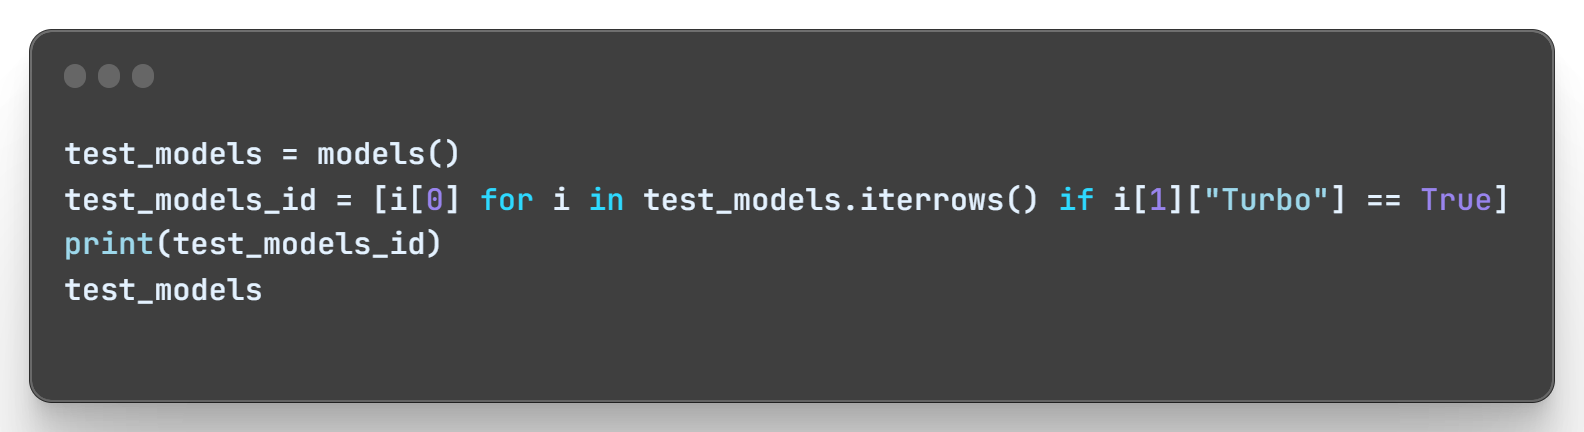 test_models = models()
test_models_id = [i[0] for i in test_models.iterrows() if i[1]["Turbo"] == True]
print(test_models_id)
test_models